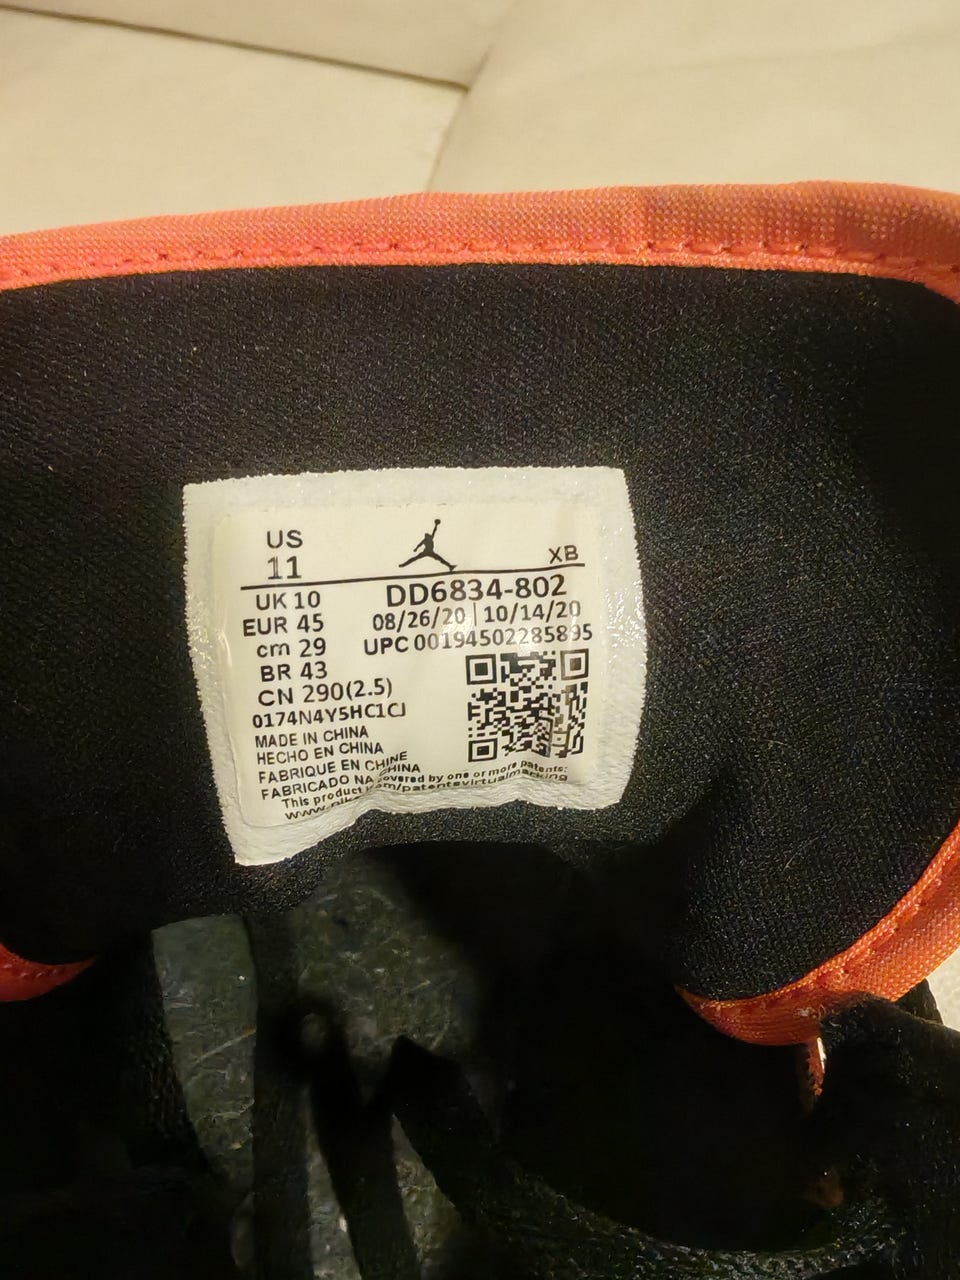 US
11
XB
UK 10
EUR 45
cm 29
BR 43
CN 290(2.5)
0174N4Y5HC1CJ
DD6834-802
08/26/20 | 10/14/20
UPC 00194502285895
MADE IN CHINA
HECHO EN CHINA
FABRIQUE EN CHINE
FABRICADO NA CHINA
This product covered by one or more patents:
/patentsvirtualmarking